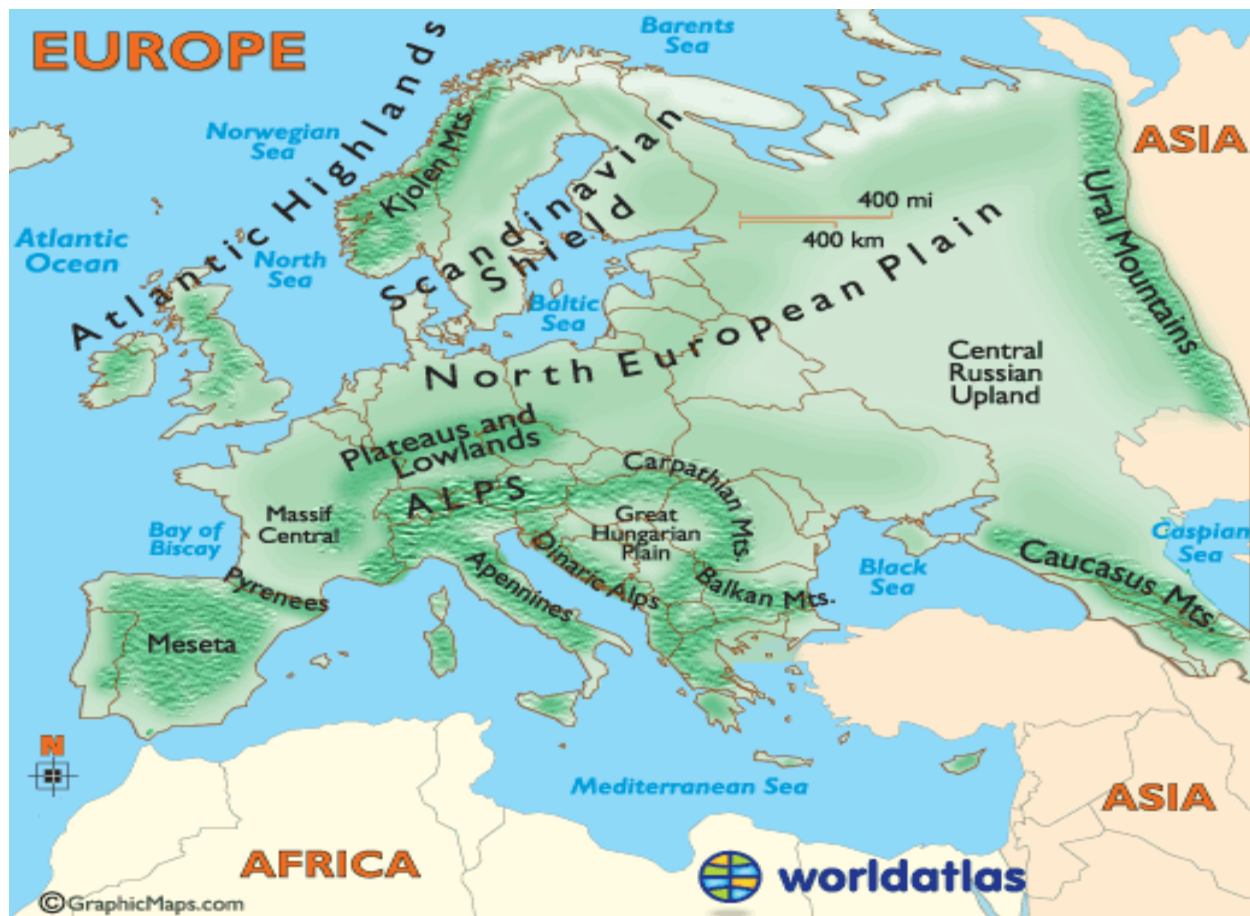 EUROPE
Barents
Sea
Norwegian
Sea
Atlantic Highlands
Kjolen Mts.
Scandinavian
Shield
ASIA
400 mi
400 km
Ural Mountains
Atlantic
Ocean
North
Sea
Baltic
Sea
North European Plain
Central
Russian
Upland
Plateaus and
Lowlands
ALPS
Carpathian Mts.
Massif
Central
Great
Hungarian
Plain
Bay of
Biscay
Pyrenees
Apennines
Dinaric Alps
Balkan Mts.
Black
Sea
Caucasus Mts.
Caspian
Sea
Meseta
N
Mediterranean Sea
ASIA
AFRICA
worldatlas
©GraphicMaps.com